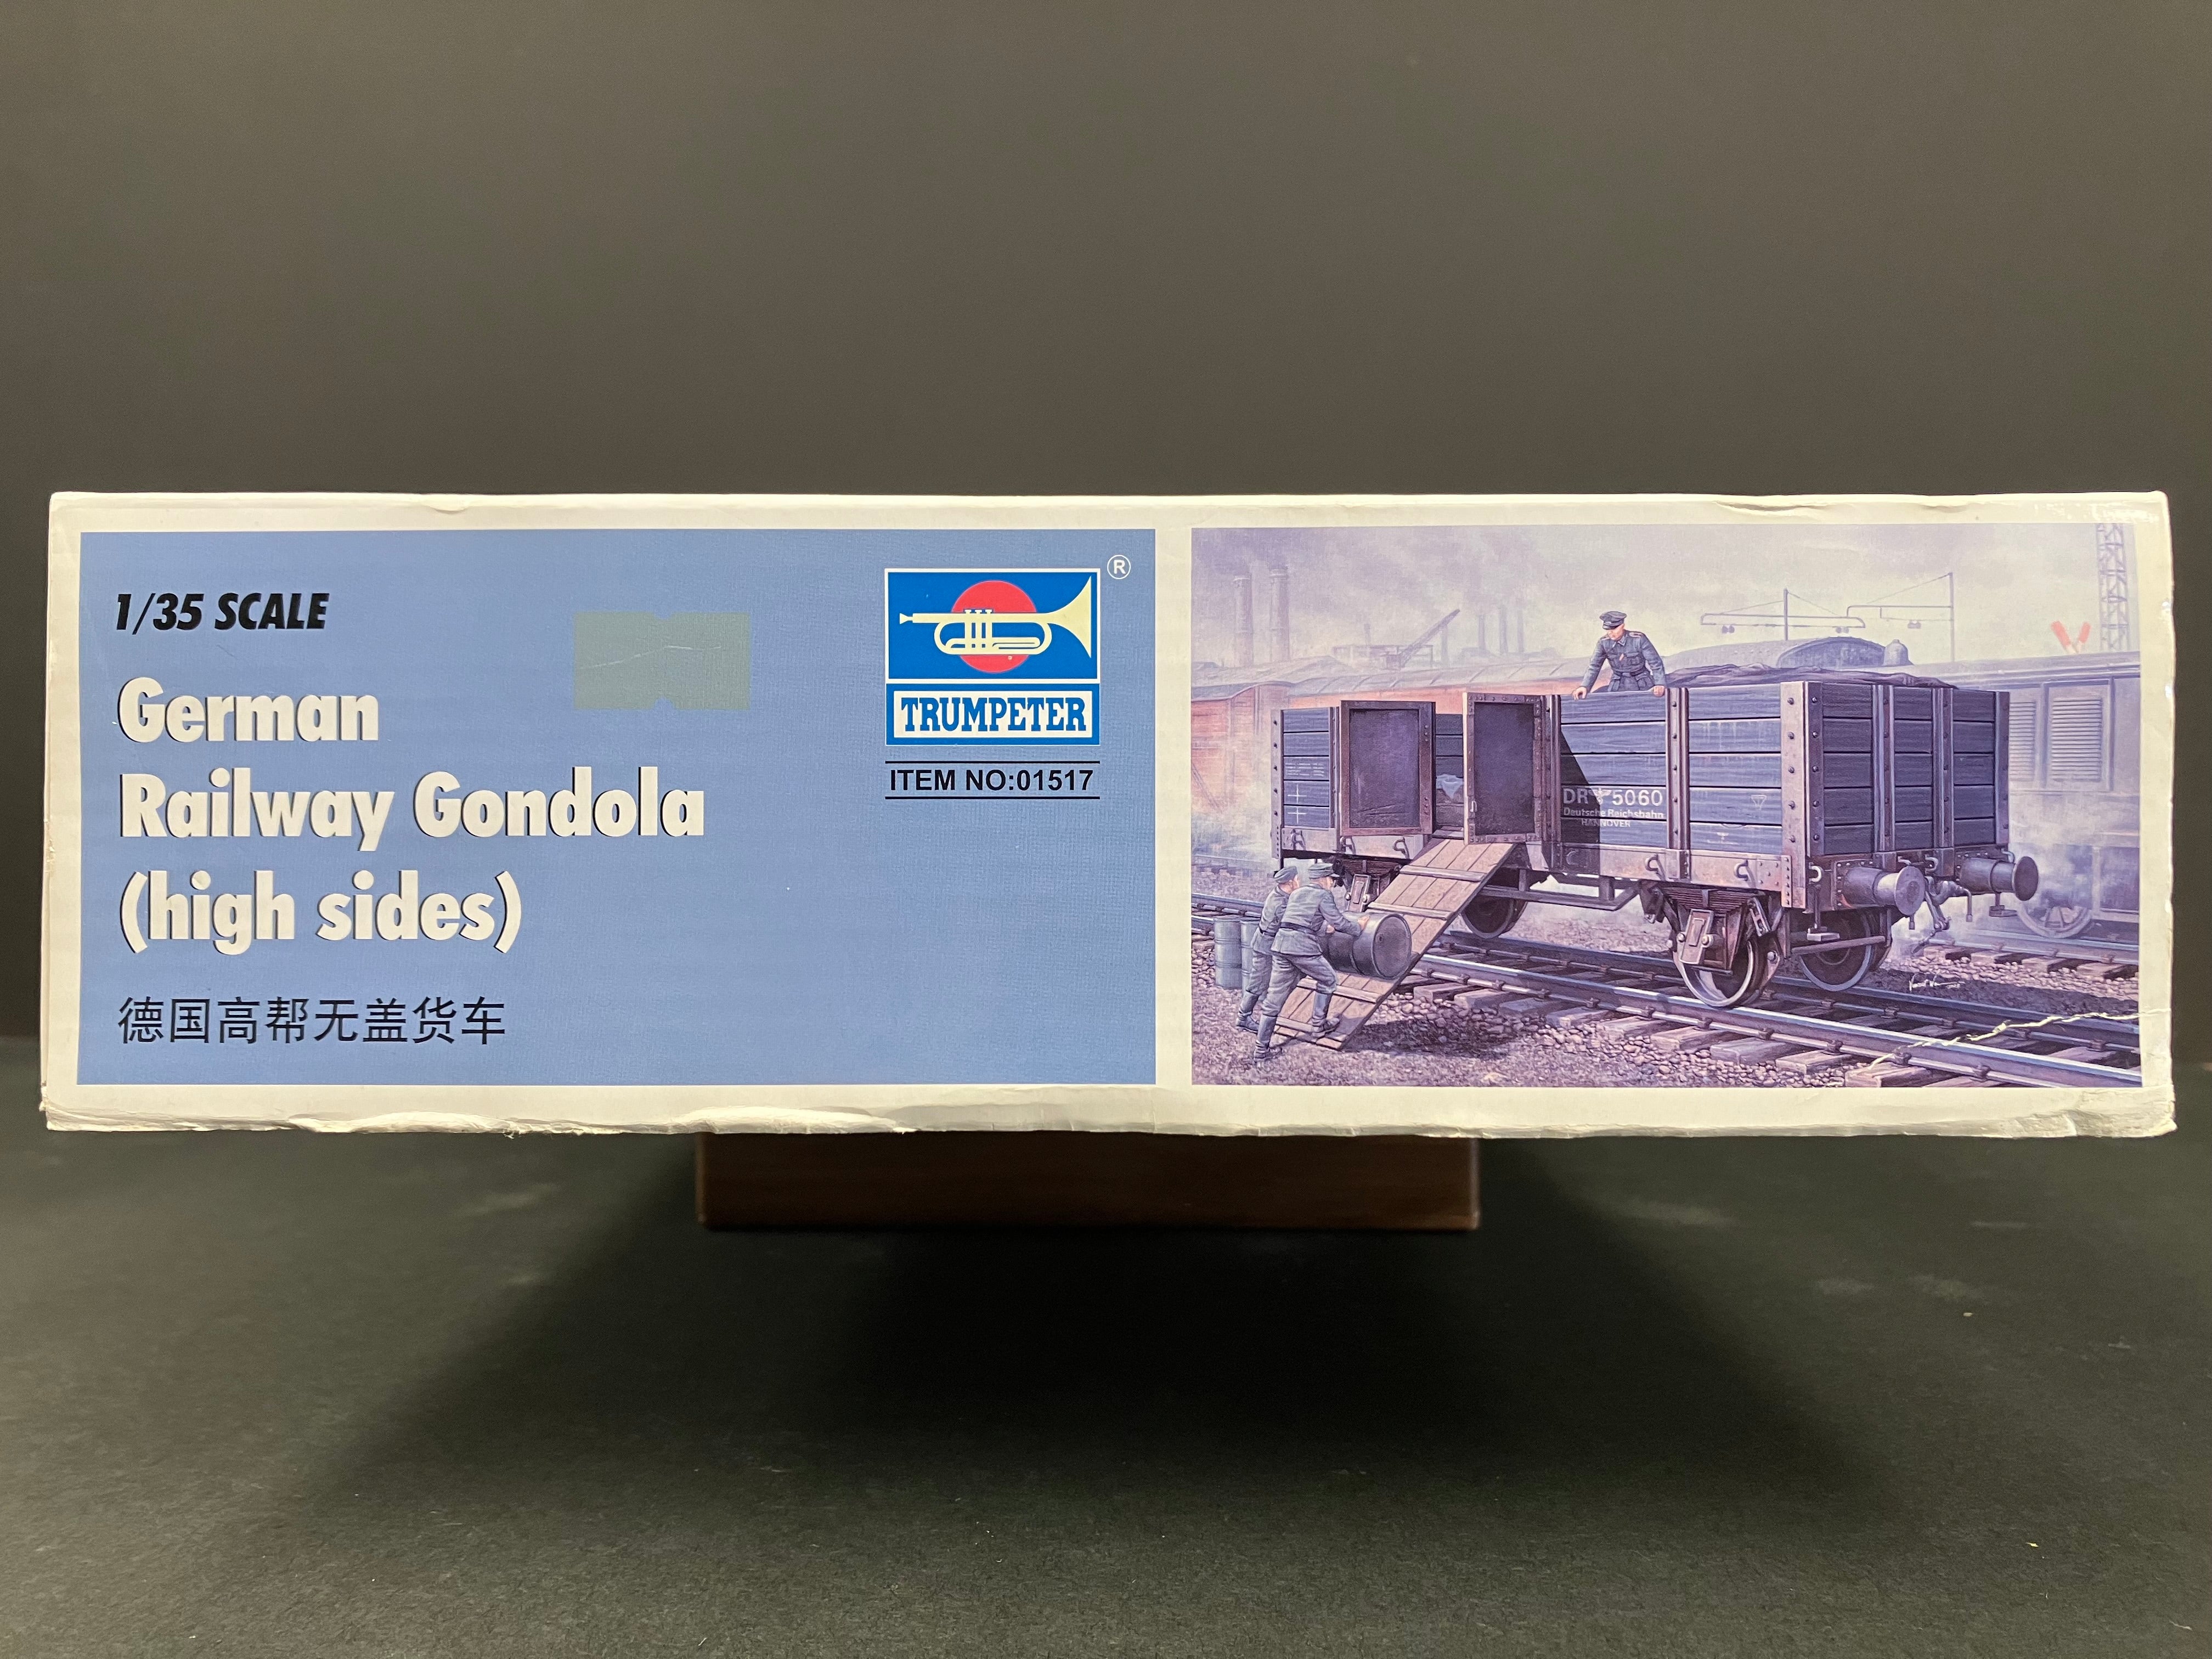 1/35 SCALE
German
Railway Gondola
(high sides)
德国高帮无盖货车
®
TRUMPETER
ITEM NO:01517
DR 5060
Deutsche Reichsbahn
HANNOVER